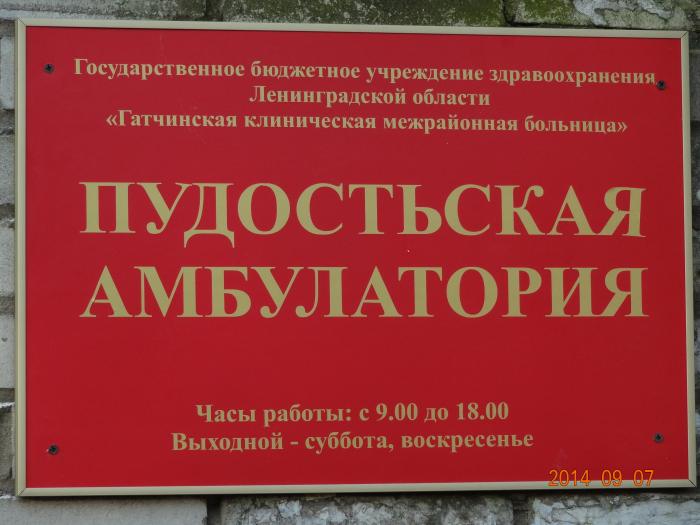 Государственное бюджетное учреждение здравоохранения
Ленинградской области
«Гатчинская клиническая межрайонная больница»
ПУДОСТЬСКАЯ
АМБУЛАТОРИЯ
Часы работы: с 9.00 до 18.00
Выходной - суббота, воскресенье
2014 09 07